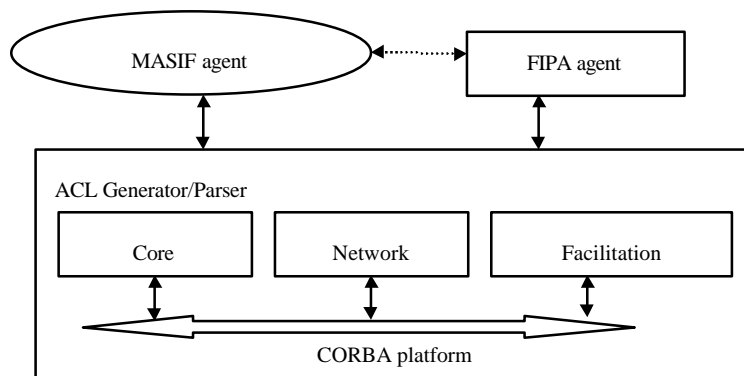 MASIF agent
FIPA agent
ACL Generator/Parser
Core
Network
Facilitation
CORBA platform